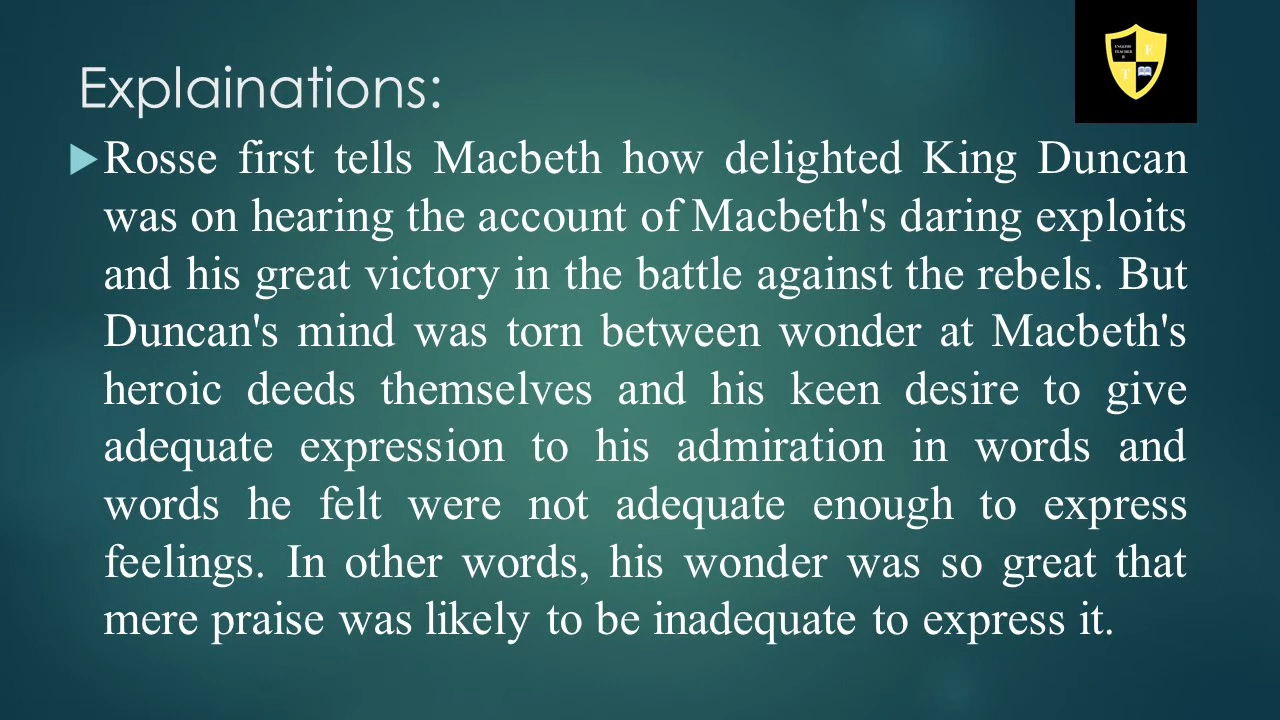 Explainations:
ENGLISH
TEACHER
E
T
Rosse first tells Macbeth how delighted King Duncan
was on hearing the account of Macbeth's daring exploits
and his great victory in the battle against the rebels. But
Duncan's mind was torn between wonder at Macbeth's
heroic deeds themselves and his keen desire to give
adequate expression to his admiration in words and
words he felt were not adequate enough to express
feelings. In other words, his wonder was so great that
mere praise was likely to be inadequate to express it.